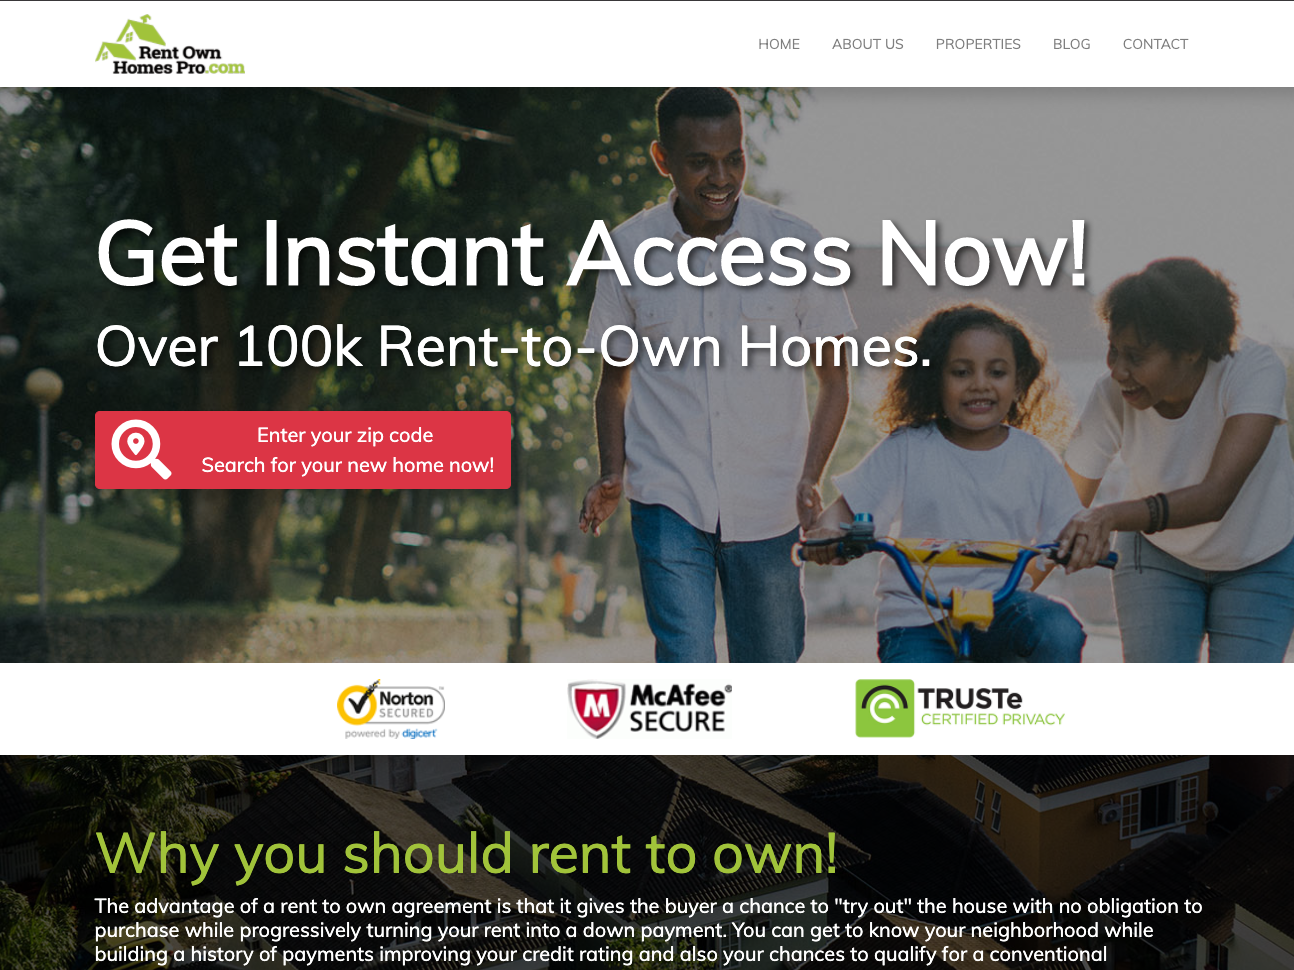 Rent Own
Homes Pro.com
HOME
ABOUT US
PROPERTIES
BLOG
CONTACT
Get Instant Access Now!
Over 100k Rent-to-Own Homes.
Enter your zip code
Search for your new home now!
Norton
SECURED
powered by digicert
McAfee®
SECURE
TRUSTe
CERTIFIED PRIVACY
Why you should rent to own!
The advantage of a rent to own agreement is that it gives the buyer a chance to "try out" the house with no obligation to
purchase while progressively turning your rent into a down payment. You can get to know your neighborhood while
building a history of payments improving your credit rating and also your chances to qualify for a conventional